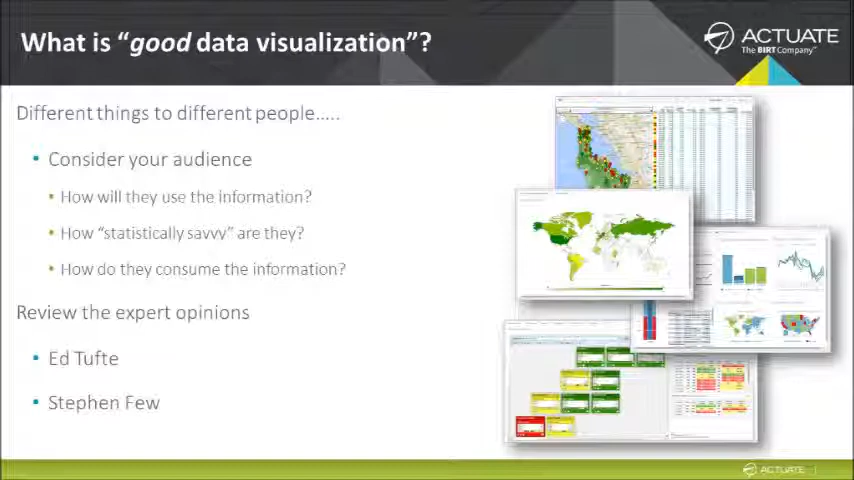 What is “good data visualization”?
ACTUATE
The BIRT Company™
Different things to different people.....
• Consider your audience
• How will they use the information?
• How “statistically savvy” are they?
• How do they consume the information?
Review the expert opinions
• Ed Tufte
• Stephen Few
ACTUATE